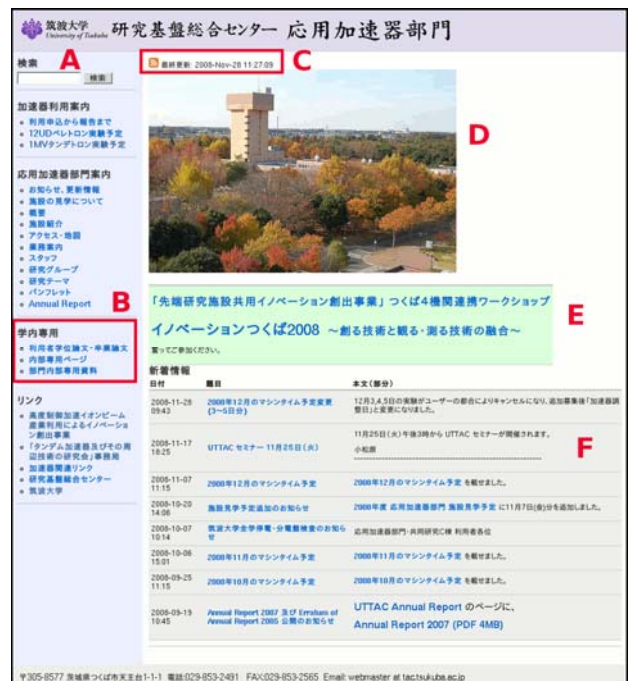 筑波大学
University of Tsukuba
研究基盤総合センター 応用加速器部門
検索
A
検索
加速器利用案内
利用申込から報告まで
12UDペレトロン実験予定
1MVタンデトロン実験予定
応用加速器部門案内
お知らせ、更新情報
施設の見学について
概要
施設紹介
アクセス・地図
業務案内
スタッフ
研究グループ
研究テーマ
パンフレット
Annual Report
B
学内専用
利用者学位論文・卒業論文
内部専用ページ
部門内部専用資料
リンク
高度制御加速イオンビーム
産業利用によるイノベーショ
ン創出事業
「タンデム加速器及びその周
辺技術の研究会」事務局
加速器関連リンク
研究基盤総合センター
筑波大学
最終更新: 2008-Nov-28 11:27:09
C
D
「先端研究施設共用イノベーション創出事業」 つくば4機関連携ワークショップ
イノベーションつくば2008 ～創る技術と観る・測る技術の融合～
奮ってご参加ください。
E
新着情報
日付 題目 本文(部分)
2008-11-28 09:43 2008年12月のマシンタイム予定変更(3~5日分) 12月3,4,5日の実験がユーザーの都合によりキャンセルになり、追加募集後「加速器調整日」と変更になりました。
2008-11-17 18:25 UTTAC セミナー 11月25日(火) 11月25日(火)午後3時から UTTAC セミナーが開催されます。
小松原
F
2008-11-07 11:15 2008年12月のマシンタイム予定 2008年12月のマシンタイム予定 を載せました。
2008-10-20 14:06 施設見学予定追加のお知らせ 2008年度 応用加速器部門 施設見学予定 に11月7日(金)分を追加しました。
2008-10-07 10:14 筑波大学全学停電・分電盤検査のお知らせ 応用加速器部門・共同研究C棟 利用者各位
2008-10-06 15:01 2008年11月のマシンタイム予定 2008年11月のマシンタイム予定 を載せました。
2008-09-25 11:15 2008年10月のマシンタイム予定 2008年10月のマシンタイム予定 を載せました。
2008-09-19 10:45 Annual Report 2007 及び Erratum of Annual Report 2005 公開のお知らせ UTTAC Annual Report のページに、
Annual Report 2007 (PDF 4MB)
〒305-8577 茨城県つくば市天王台1-1-1 電話:029-853-2491 FAX:029-853-2565 Email: webmaster at tac.tsukuba.ac.jp